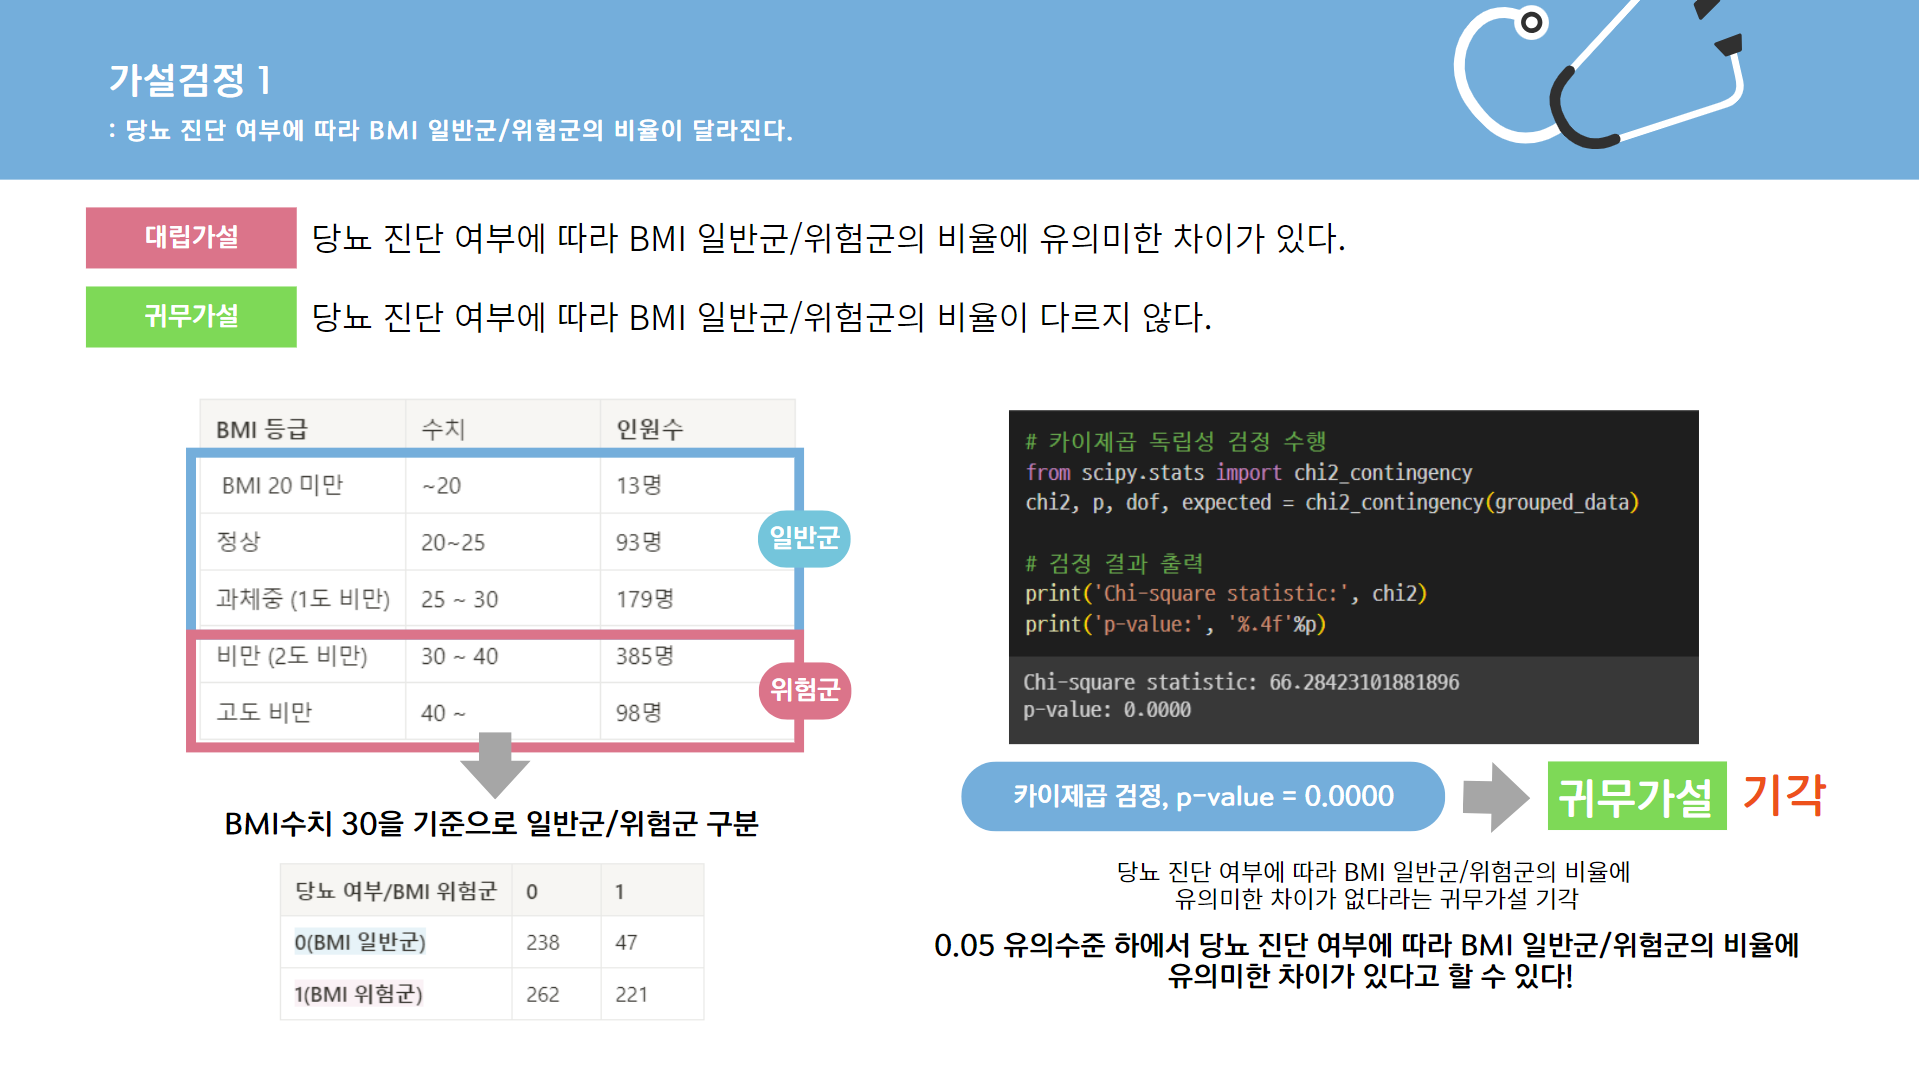 가설검정 1
: 당뇨 진단 여부에 따라 BMI 일반군/위험군의 비율이 달라진다.
대립가설 당뇨 진단 여부에 따라 BMI 일반군/위험군의 비율에 유의미한 차이가 있다.
귀무가설 당뇨 진단 여부에 따라 BMI 일반군/위험군의 비율이 다르지 않다.
BMI 등급 수치 인원수
BMI 20 미만 ~20 13명
정상 20~25 93명
과체중 (1도 비만) 25 ~ 30 179명
비만 (2도 비만) 30 ~ 40 385명
고도 비만 40 ~ 98명
일반군
위험군
BMI수치 30을 기준으로 일반군/위험군 구분
당뇨 여부/BMI 위험군 0 1
0(BMI 일반군) 238 47
1(BMI 위험군) 262 221
# 카이제곱 독립성 검정 수행
from scipy.stats import chi2_contingency
chi2, p, dof, expected = chi2_contingency(grouped_data)
# 검정 결과 출력
print('Chi-square statistic:', chi2)
print('p-value:', '%.4f'%p)
Chi-square statistic: 66.28423101881896
p-value: 0.0000
카이제곱 검정, p-value = 0.0000
귀무가설 기각
당뇨 진단 여부에 따라 BMI 일반군/위험군의 비율에
유의미한 차이가 없다라는 귀무가설 기각
0.05 유의수준 하에서 당뇨 진단 여부에 따라 BMI 일반군/위험군의 비율에
유의미한 차이가 있다고 할 수 있다!